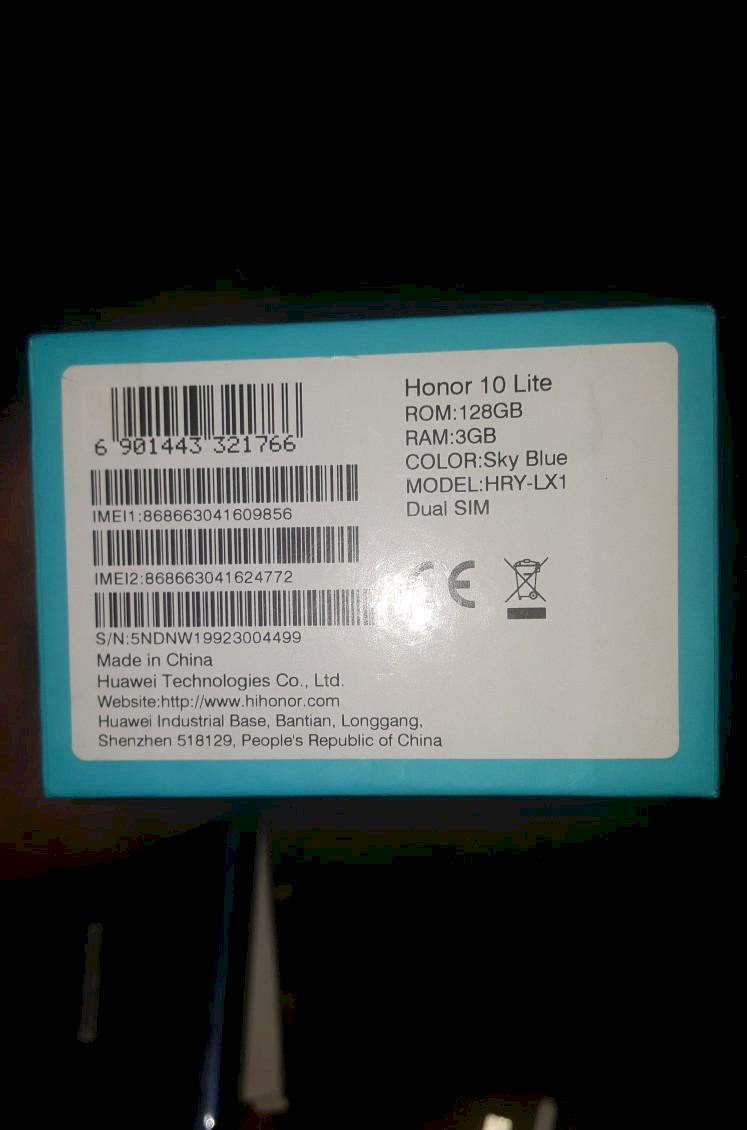 6 901443 321766
IMEI1:868663041609856
IMEI2:868663041624772
S/N:5NDNW19923004499
Made in China
Huawei Technologies Co., Ltd.
Website:http://www.hihonor.com
Huawei Industrial Base, Bantian, Longgang,
Shenzhen 518129, People's Republic of China
Honor 10 Lite
ROM:128GB
RAM:3GB
COLOR:Sky Blue
MODEL:HRY-LX1
Dual SIM
CE